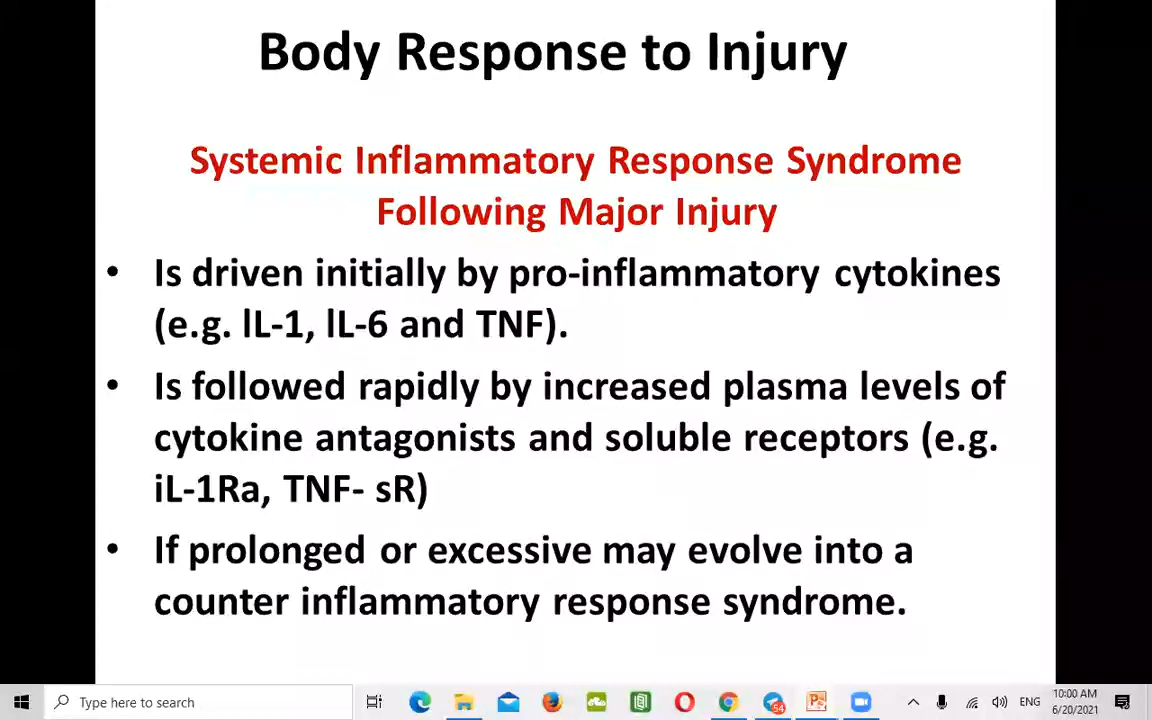 Body Response to Injury
Systemic Inflammatory Response Syndrome
Following Major Injury
• Is driven initially by pro-inflammatory cytokines
(e.g. lL-1, lL-6 and TNF).
• Is followed rapidly by increased plasma levels of
cytokine antagonists and soluble receptors (e.g.
iL-1Ra, TNF- sR)
• If prolonged or excessive may evolve into a
counter inflammatory response syndrome.
Type here to search
54
ENG
10:00 AM
6/20/2021